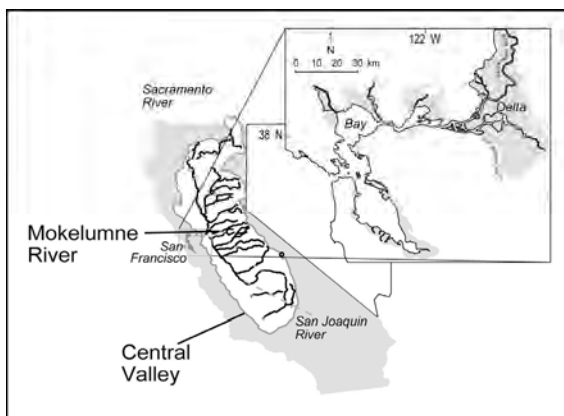 122 W
N
0 10 20 30 km
Sacramento
River
Delta
Bay
38 N
Mokelumne
River
San
Francisco
San Joaquin
River
Central
Valley